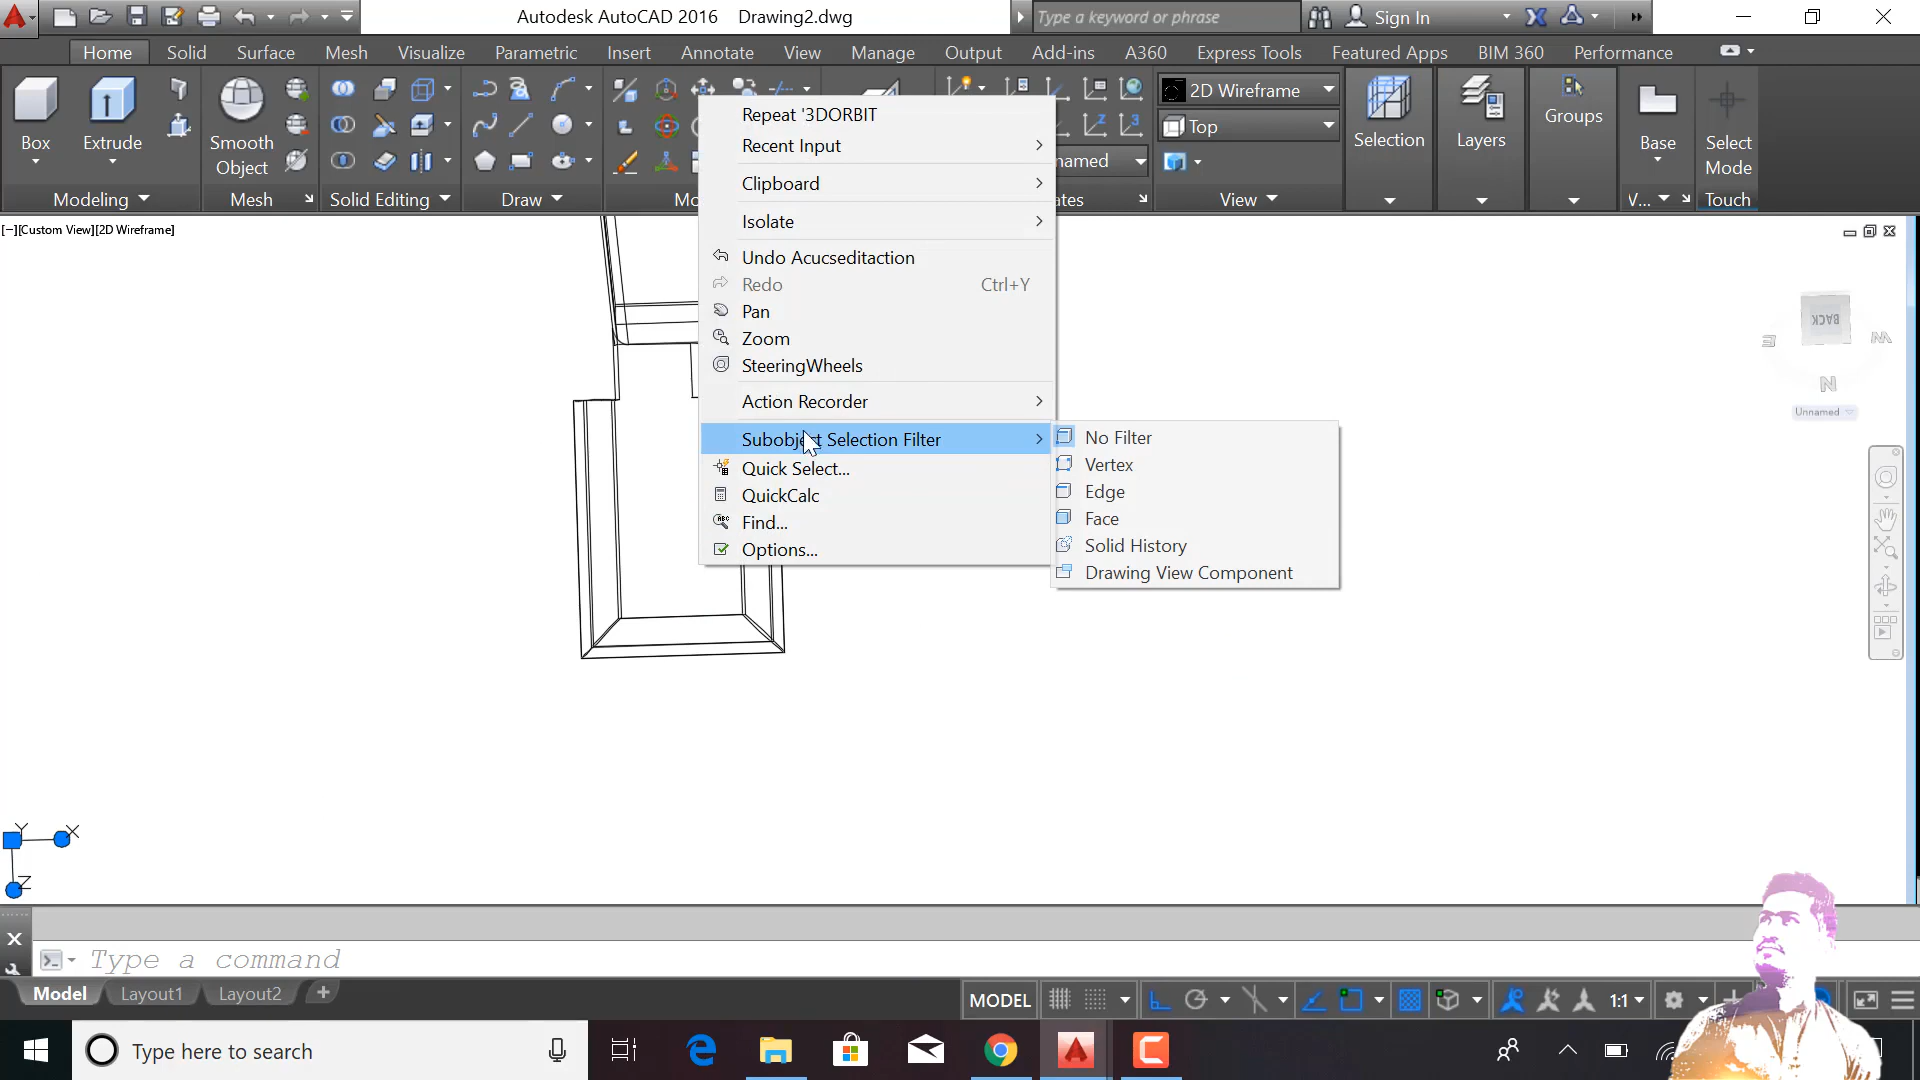 Autodesk AutoCAD 2016 Drawing2.dwg
Type a keyword or phrase
Sign In
Home Solid Surface Mesh Visualize Parametric Insert Annotate View Manage Output Add-ins A360 Express Tools Featured Apps BIM 360 Performance
Box
Extrude
Smooth
Object
2D Wireframe
Top
Selection
Layers
Groups
Base
Select
Mode
Modeling
Mesh
Solid Editing
Draw
View
V...
Touch
[−][Custom View][2D Wireframe]
Repeat '3DORBIT
Recent Input
Clipboard
Isolate
Undo Acucseditaction
Redo Ctrl+Y
Pan
Zoom
SteeringWheels
Action Recorder
Subobject Selection Filter
Quick Select...
QuickCalc
Find...
Options...
No Filter
Vertex
Edge
Face
Solid History
Drawing View Component
BACK
E
W
N
Unnamed
Y
X
Z
Type a command
Model Layout1 Layout2
MODEL
1:1
Type here to search